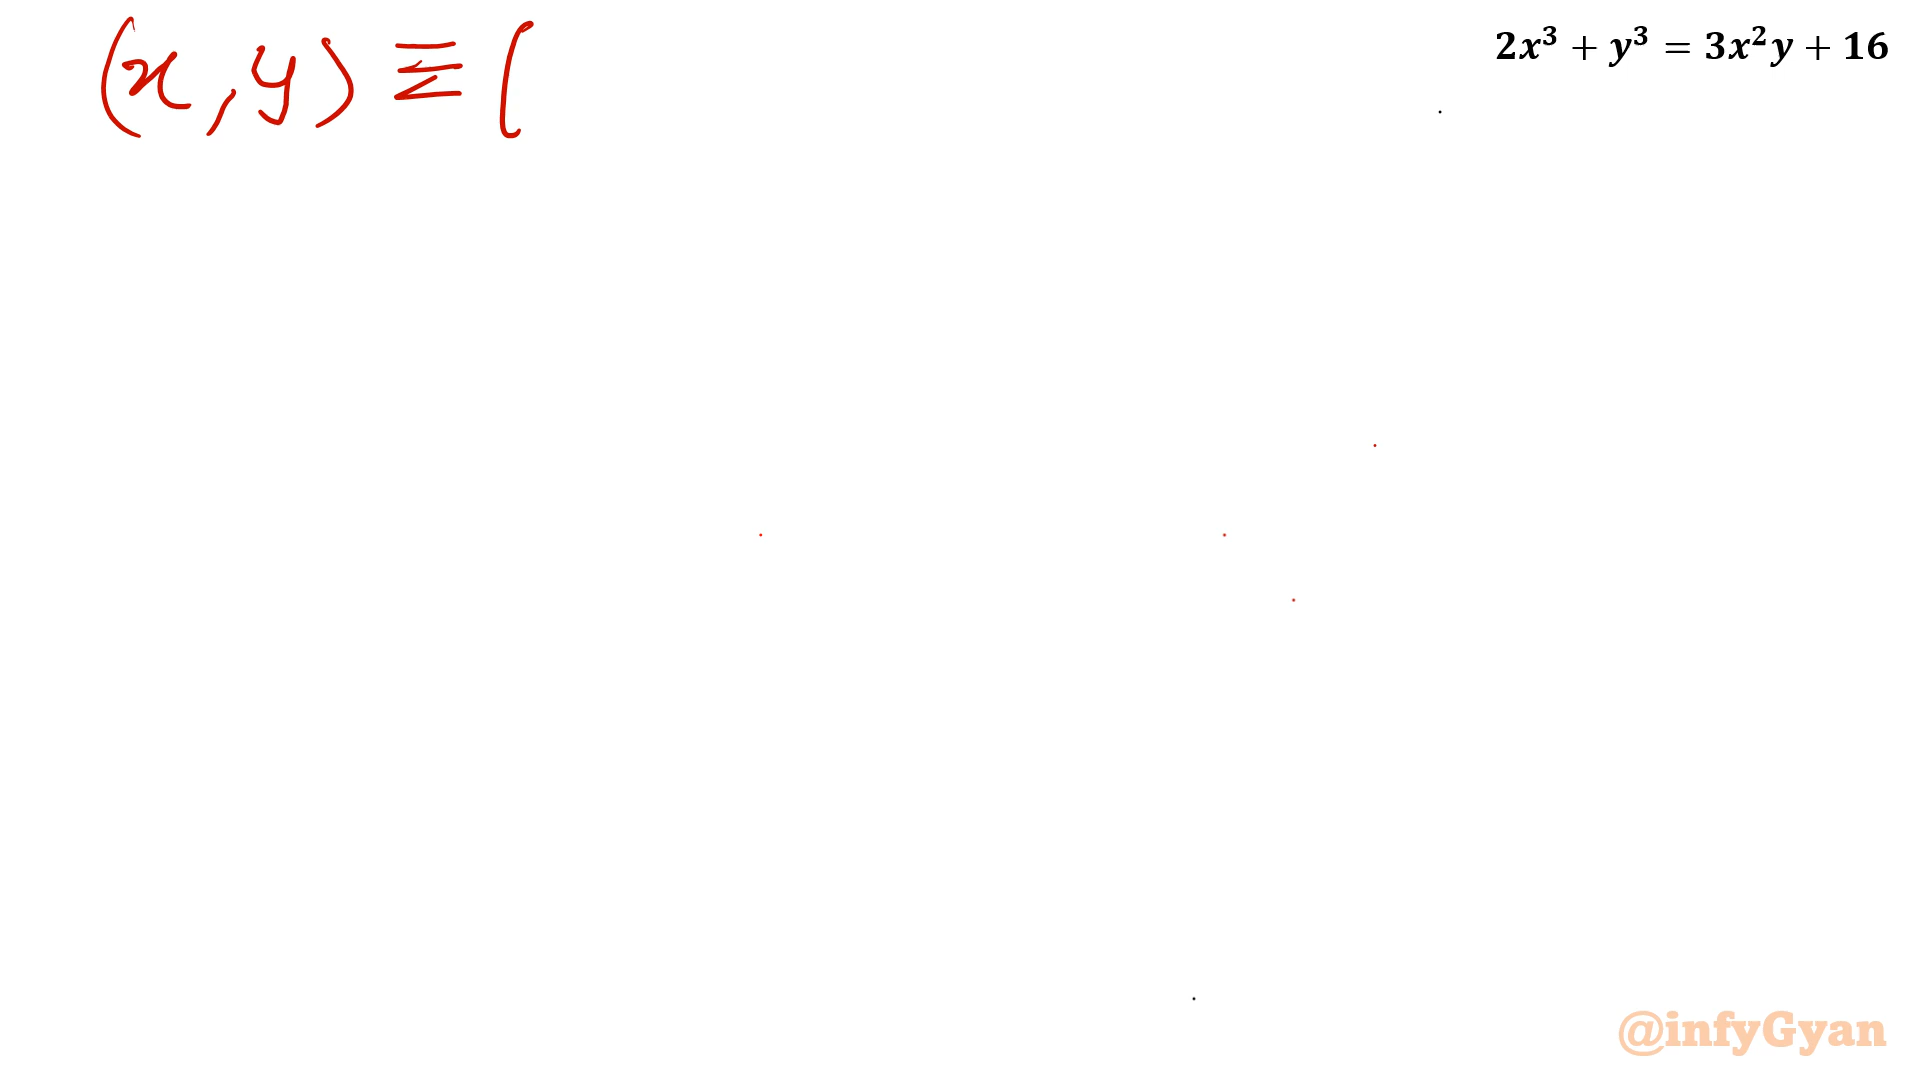 (x, y) ≡ (
2x³ + y³ = 3x²y + 16
@infyGyan